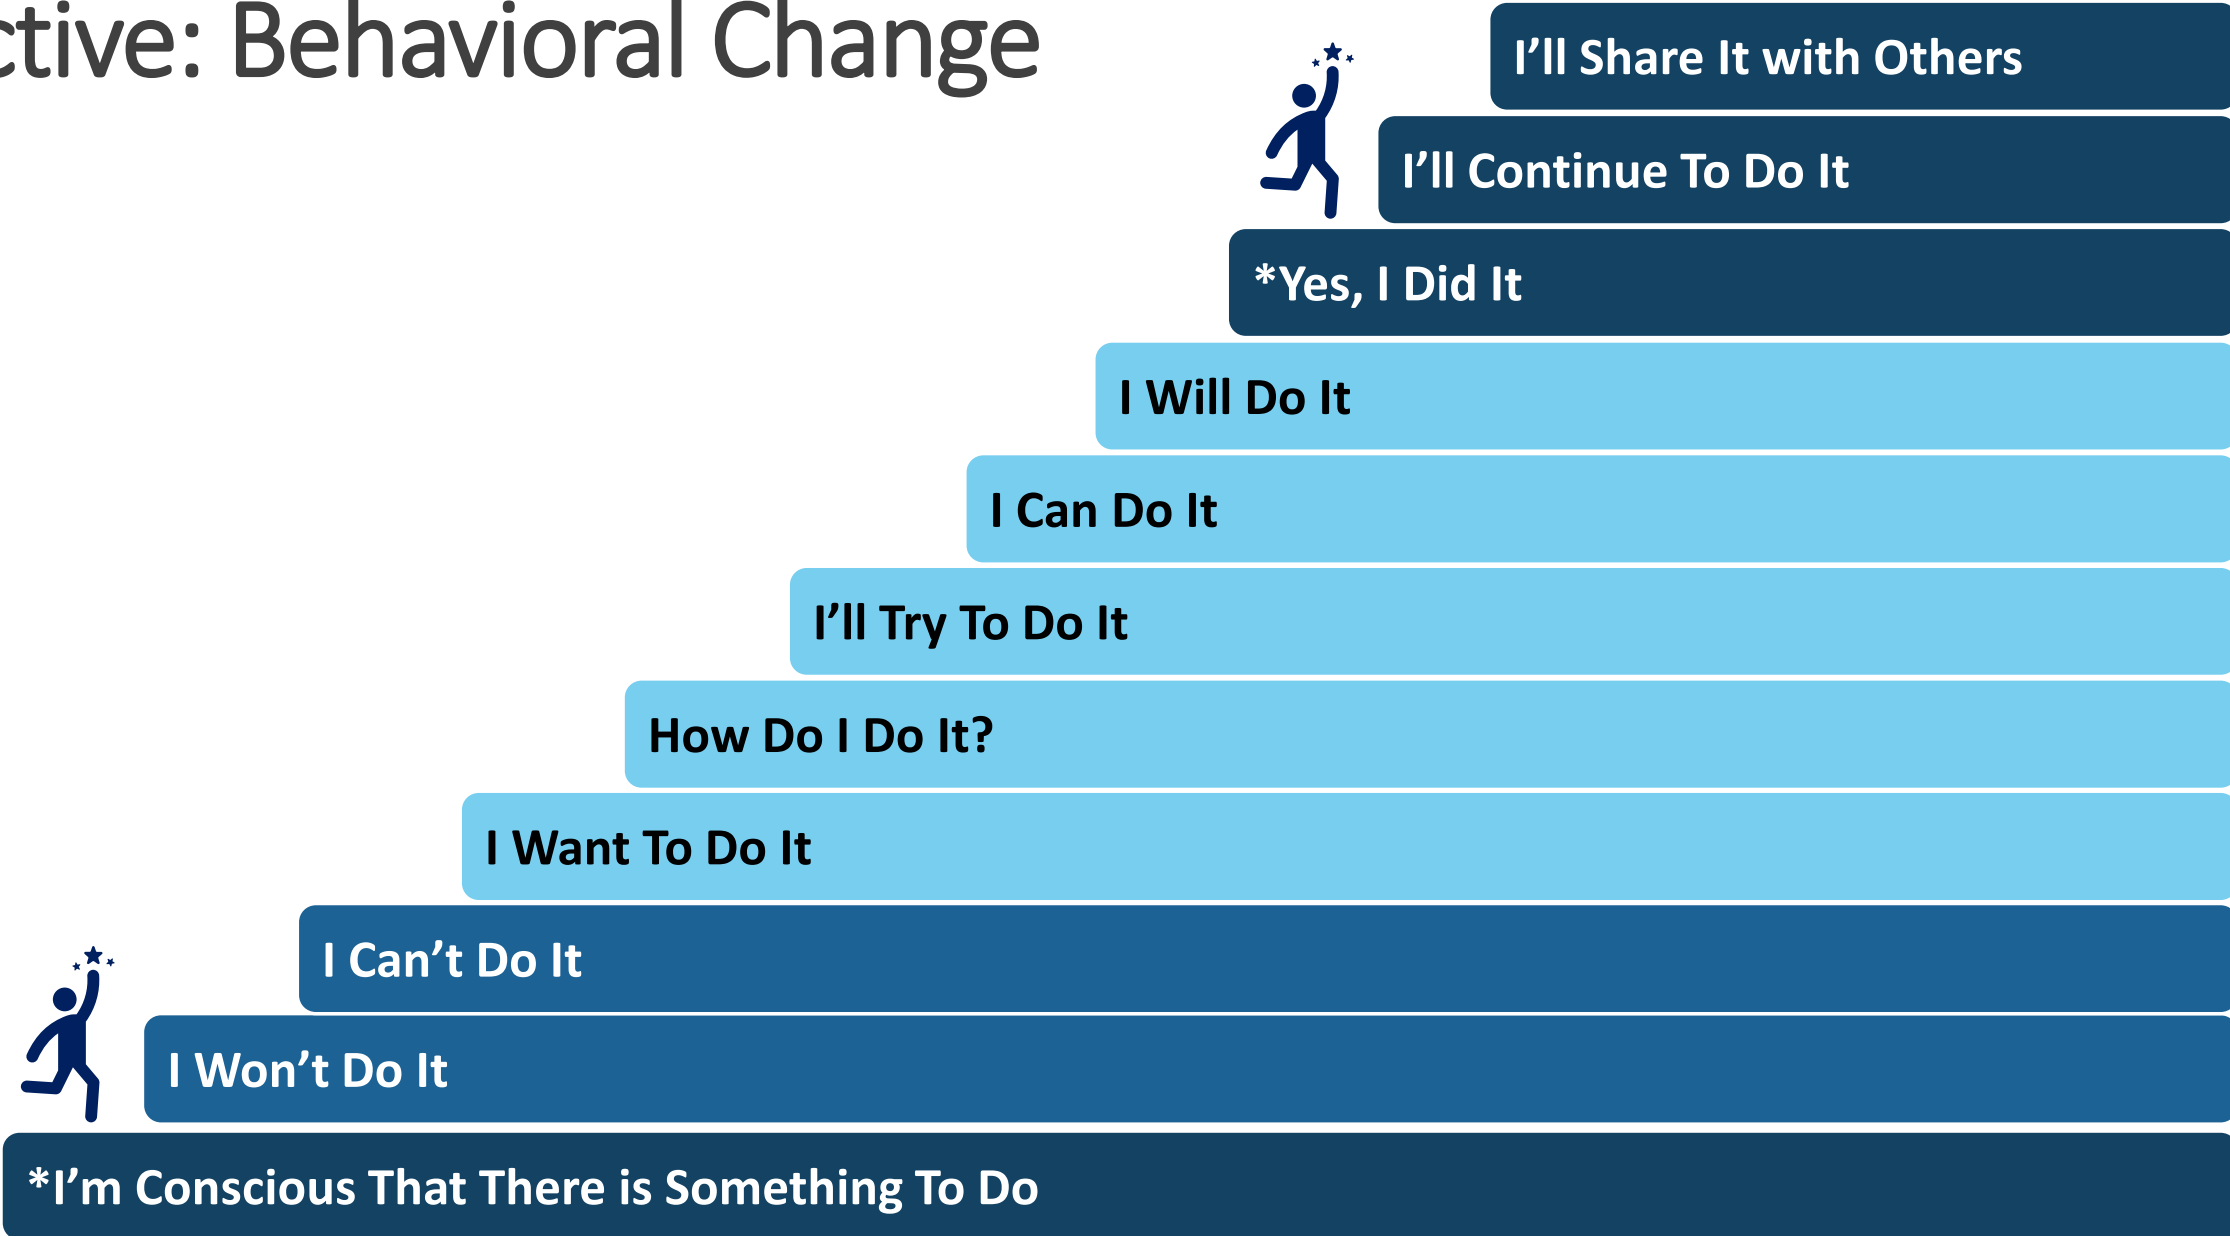 ctive: Behavioral Change
I’ll Share It with Others
I’ll Continue To Do It
*Yes, I Did It
I Will Do It
I Can Do It
I’ll Try To Do It
How Do I Do It?
I Want To Do It
I Can’t Do It
I Won’t Do It
*I’m Conscious That There is Something To Do